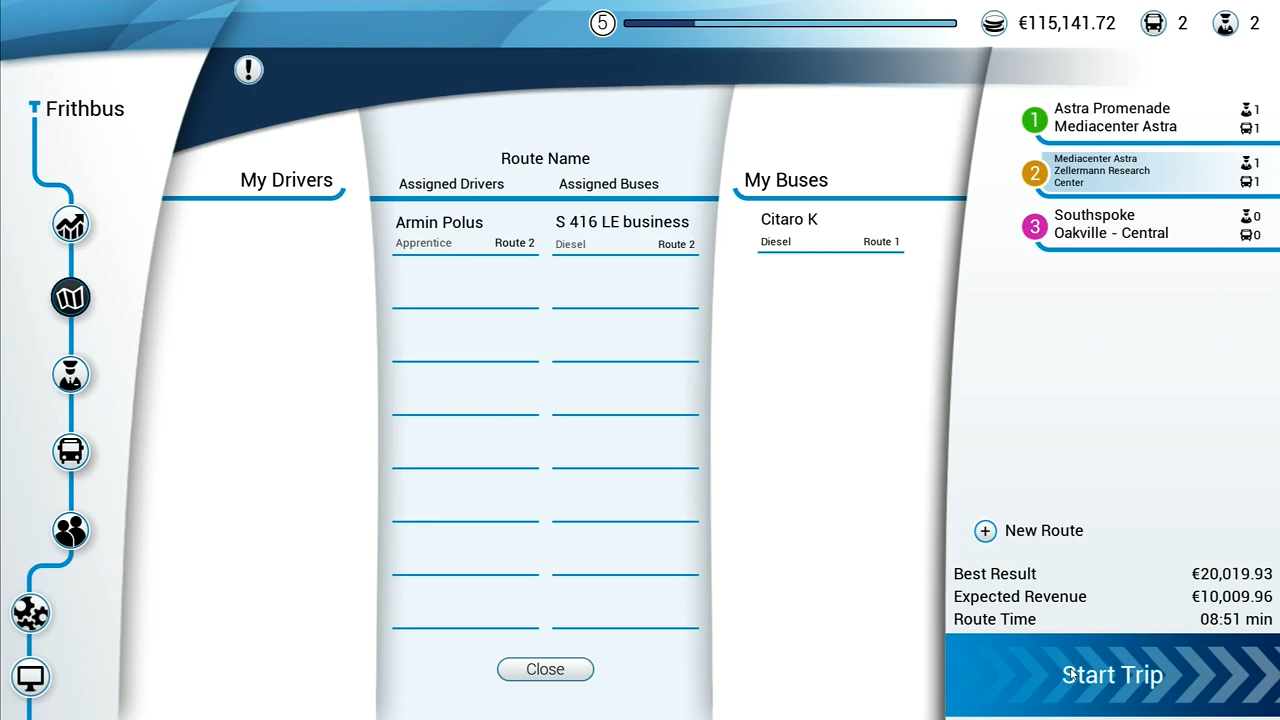 5
€115,141.72
2
2
!
Frithbus
My Drivers
Route Name
Assigned Drivers
Assigned Buses
Armin Polus
Apprentice
Route 2
S 416 LE business
Diesel
Route 2
Close
My Buses
Citaro K
Diesel
Route 1
1
Astra Promenade
Mediacenter Astra
1
1
2
Mediacenter Astra
Zellermann Research
Center
1
1
3
Southspoke
Oakville - Central
0
0
+ New Route
Best Result €20,019.93
Expected Revenue €10,009.96
Route Time 08:51 min
Start Trip